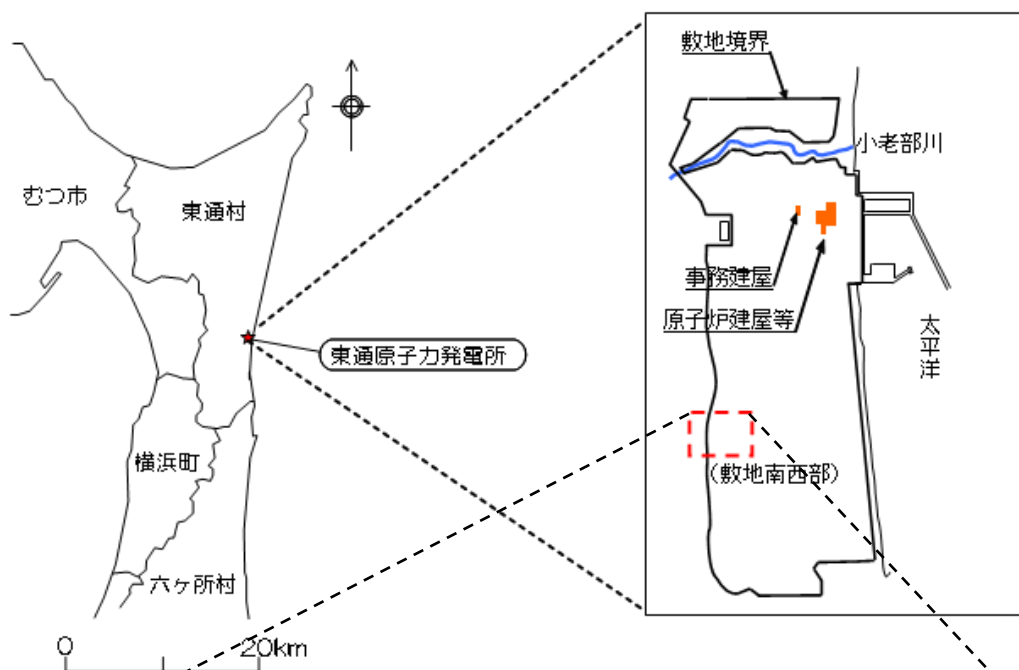 むつ市
東通村
東通原子力発電所
横浜町
六ヶ所村
0
20km
敷地境界
小老部川
事務建屋
原子炉建屋等
太平洋
(敷地南西部)